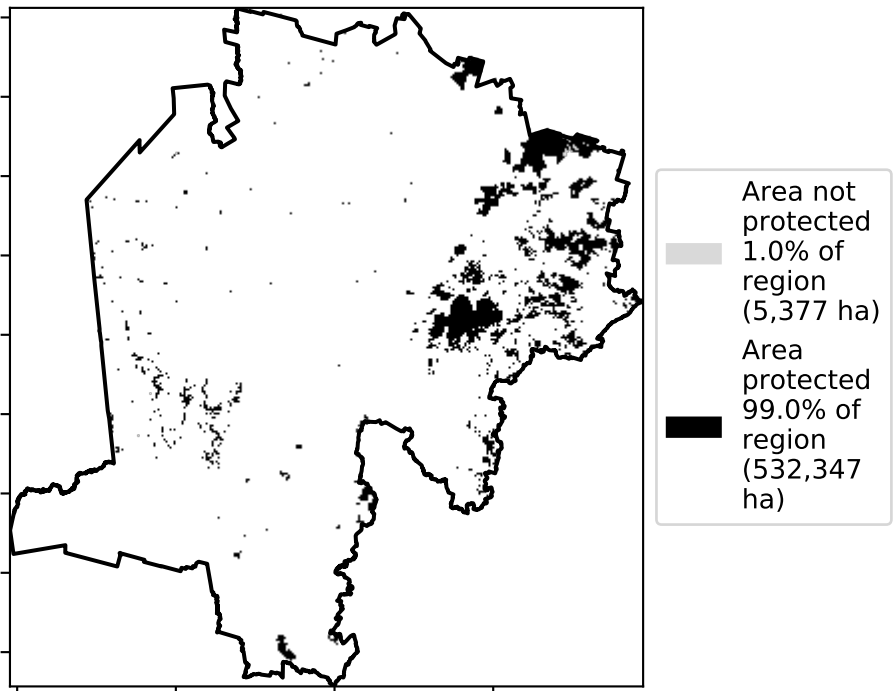 Area not
protected
1.0% of
region
(5,377 ha)
Area
protected
99.0% of
region
(532,347
ha)